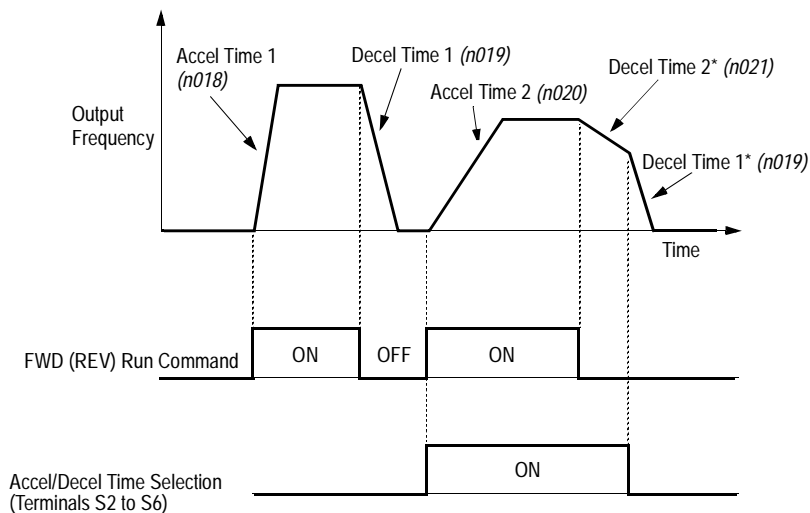 Accel Time 1
(n018)
Decel Time 1 (n019)
Accel Time 2 (n020)
Decel Time 2* (n021)
Decel Time 1* (n019)
Output
Frequency
Time
FWD (REV) Run Command
ON
OFF
ON
Accel/Decel Time Selection
(Terminals S2 to S6)
ON